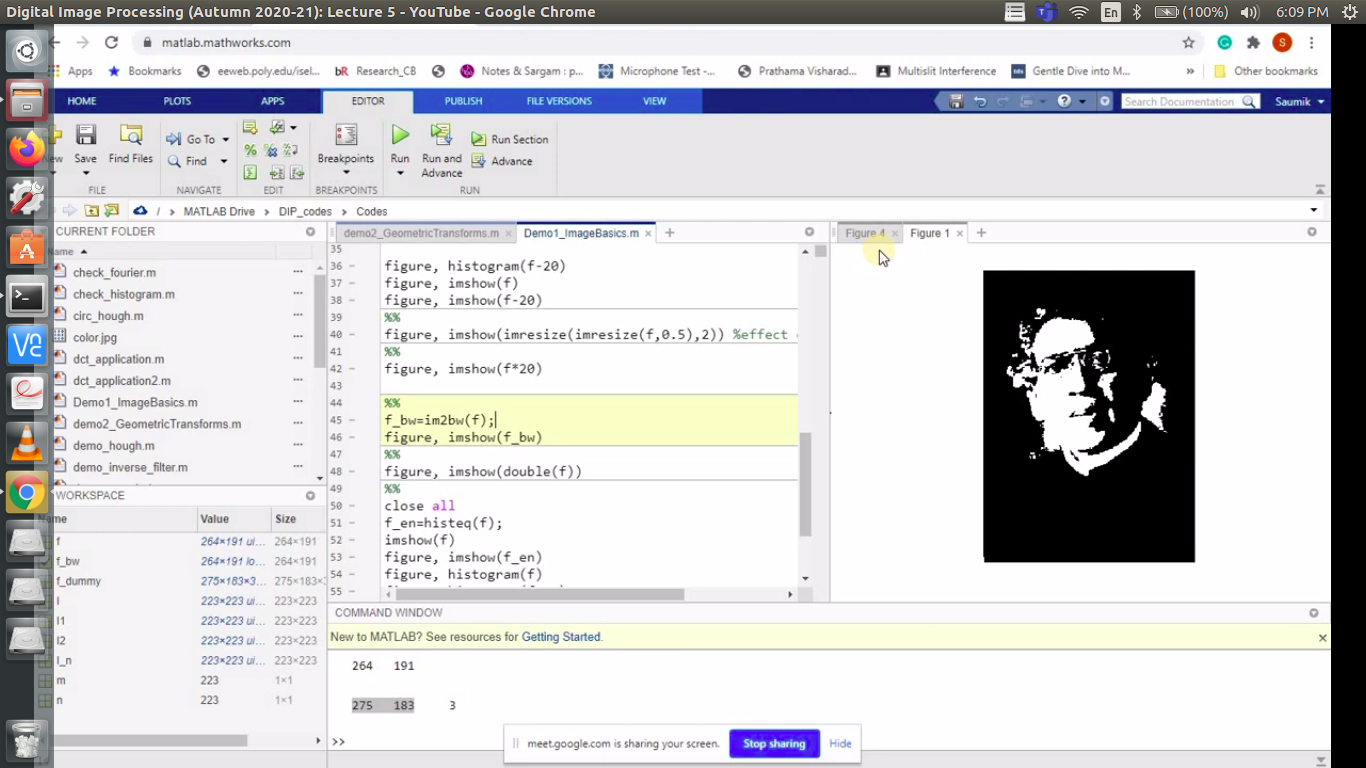 Digital Image Processing (Autumn 2020-21): Lecture 5 - YouTube - Google Chrome
En
(100%)
6:09 PM
matlab.mathworks.com
S
Apps
Bookmarks
eeweb.poly.edu/isel...
bR Research_CB
Notes & Sargam : p...
Microphone Test -...
Prathama Visharad...
Multislit Interference
Gentle Dive into M...
»
Other bookmarks
HOME
PLOTS
APPS
EDITOR
PUBLISH
FILE VERSIONS
VIEW
Search Documentation
Saumik
Save
Find Files
Go To
Find
Breakpoints
Run
Run and Advance
Run Section
Advance
FILE
NAVIGATE
EDIT
BREAKPOINTS
RUN
/ > MATLAB Drive > DIP_codes > Codes
CURRENT FOLDER
check_fourier.m
check_histogram.m
circ_hough.m
color.jpg
dct_application.m
dct_application2.m
Demo1_ImageBasics.m
demo2_GeometricTransforms.m
demo_hough.m
demo_inverse_filter.m
WORKSPACE
Value
Size
f 264×191 ui... 264×191
f_bw 264×191 lo... 264×191
f_dummy 275×183×3... 275×183×
223×223 ui... 223×223
223×223 ui... 223×223
223×223 ui... 223×223
223×223 ui... 223×223
m 223 1×1
n 223 1×1
demo2_GeometricTransforms.m
Demo1_ImageBasics.m
35
36 figure, histogram(f-20)
37 figure, imshow(f)
38 figure, imshow(f-20)
39 %%
40 figure, imshow(imresize(imresize(f,0.5),2)) %effect
41 %%
42 figure, imshow(f*20)
43
44 %%
45 f_bw=im2bw(f);
46 figure, imshow(f_bw)
47 %%
48 figure, imshow(double(f))
49 %%
50 close all
51 f_en=histeq(f);
52 imshow(f)
53 figure, imshow(f_en)
54 figure, histogram(f)
55
Figure 4
Figure 1
COMMAND WINDOW
New to MATLAB? See resources for Getting Started.
264 191
275 183 3
>>
meet.google.com is sharing your screen.
Stop sharing
Hide